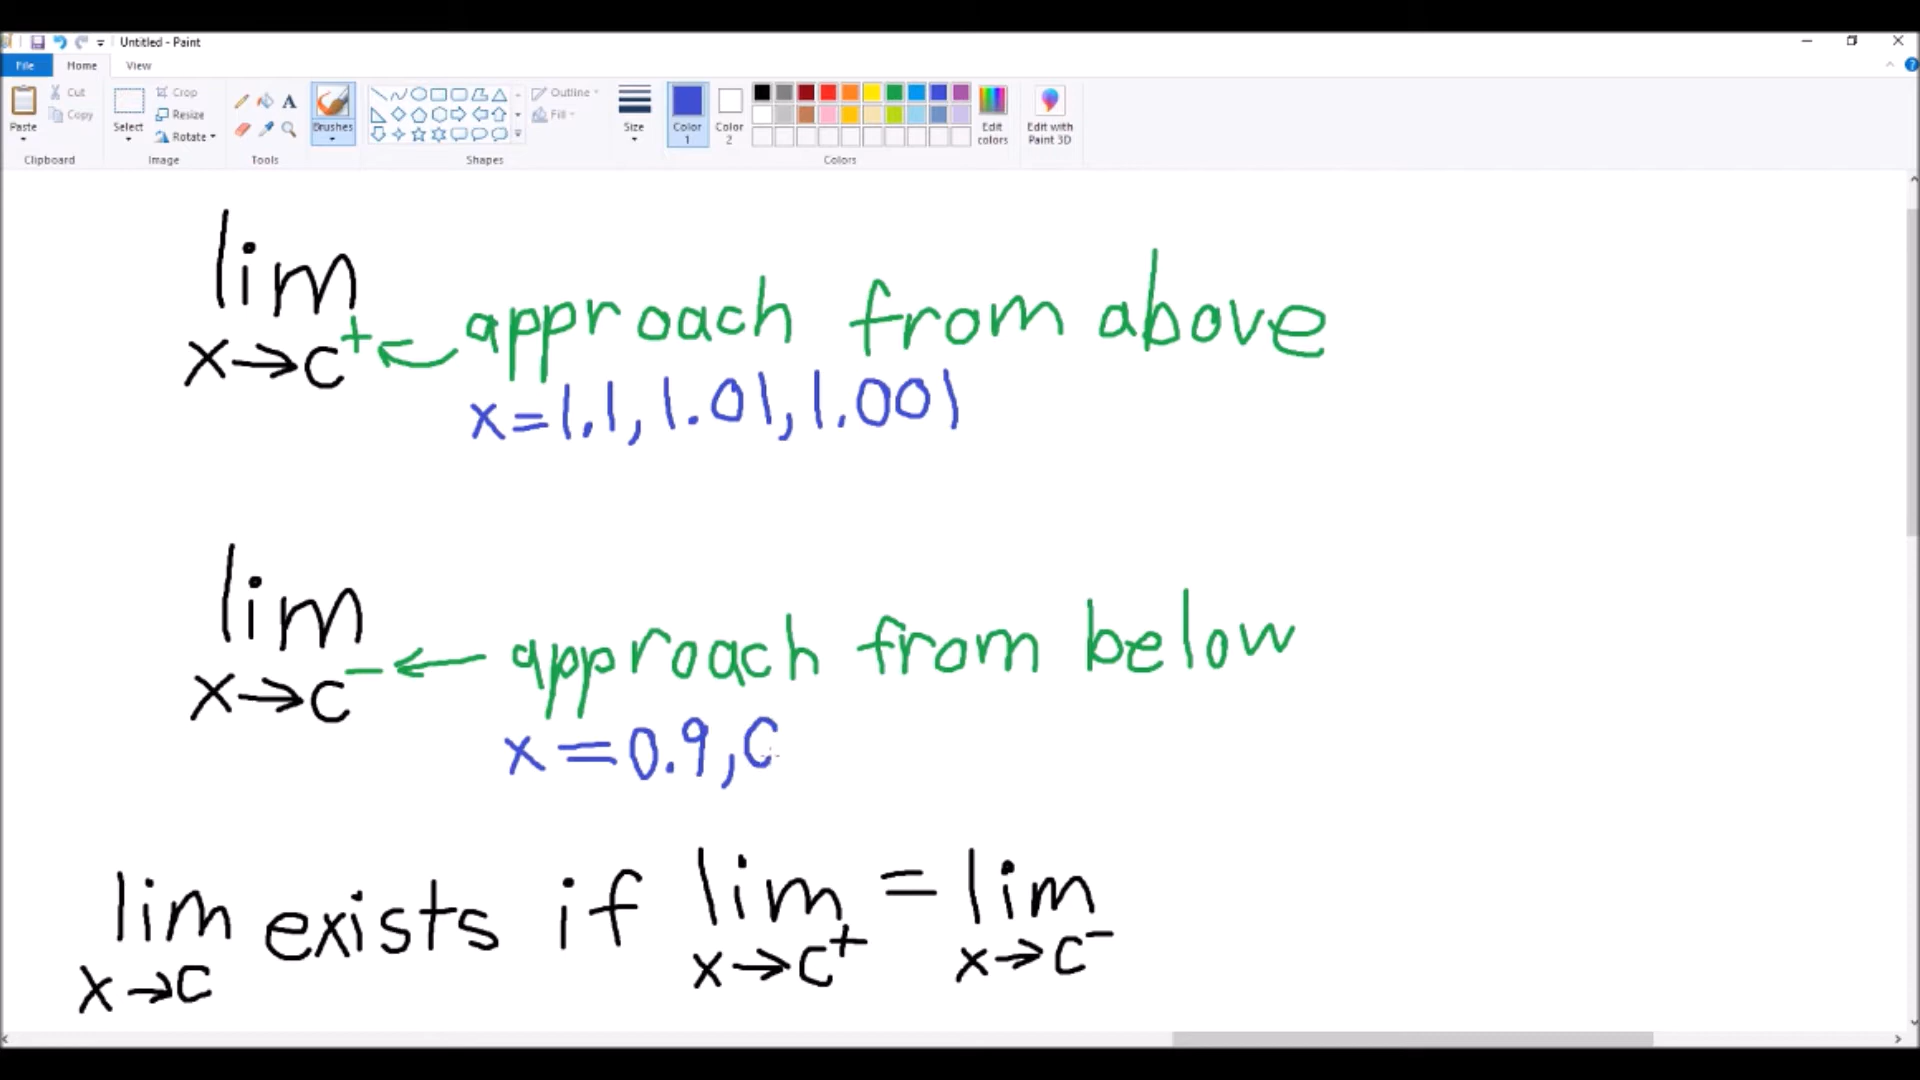 Untitled - Paint
File Home View
Paste Cut Copy Clipboard
Select Crop Resize Rotate Image
A Tools
Brushes
Shapes Outline Fill
Size
Color 1 Color 2 Edit colors Colors
Edit with Paint 3D
lim
x→c⁺ ← approach from above
x=1.1, 1.01, 1.001
lim
x→c⁻ ← approach from below
x=0.9, 0
lim exists if lim = lim
x→c x→c⁺ x→c⁻